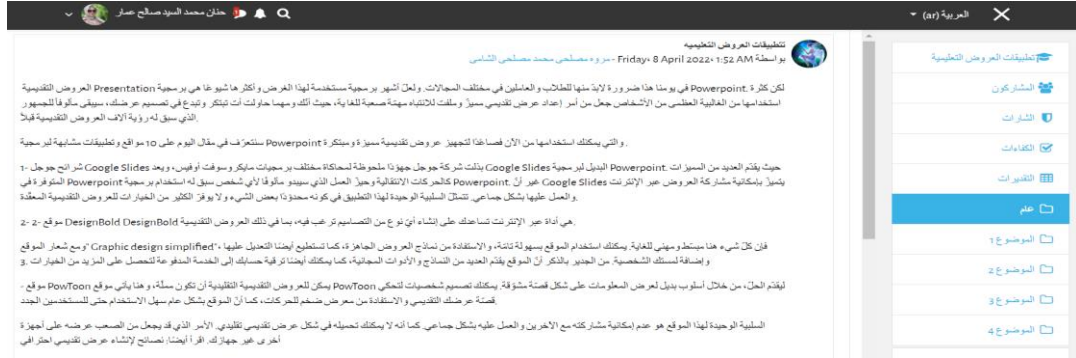 حنان محمد السيد صالح عمار
العربية (ar)
تطبيقات العروض التعليمية
المشاركون
الشارات
الكفاءات
التقديرات
عام
الموضوع 1
الموضوع 2
الموضوع 3
الموضوع 4
تتطبيقات العروض التعليميه
بواسطة Friday، 8 April 2022، 1:52 AM - مروه مصلحى محمد مصلحى الشامى
لكن كثرة .Powerpoint في يومنا هذا ضرورة لابدّ منها للطلاب والعاملين في مختلف المجالات. ولعلّ أشهر برمجية مستخدمة لهذا الغرض وأكثرها شيوعًا هي برمجية Presentation العروض التقديمية
استخدامها من الغالبية العظمى من الأشخاص جعل من أمر إعداد عرض تقديمي مميزّ وملفت للانتباه مهمّة صعبة للغاية، حيث أنّك ومهما حاولت أت تبتكر وتبدع في تصميم عرضك، سيبقى مألوفًا للجمهور
.الذي سبق له رؤية آلاف العروض التقديمية قبلاً
.والتي يمكنك استخدامها من الآن فصاعدًا لتجهيز عروض تقديمية مميزة ومبتكرة Powerpoint سنتعرّف في مقال اليوم على 10 مواقع وتطبيقات مشابهة لبرمجية
حيث يقدّم العديد من المميزات .Powerpoint البديل لبرمجية Google Slides بذلت شركة جوجل جهودًا ملحوظة لمحاكاة مختلف برمجيات مايكروسوفت أوفيس، ويعد Google Slides شرائح جوجل -1
يتميزّ بإمكانية مشاركة العروض عبر الإنترنت Google Slides غير أنّ .Powerpoint كالحركات الانتقالية وحيزّ العمل الذي سيبدو مألوفًا لأي شخص سبق له استخدام برمجية Powerpoint المتوفرة في
.والعمل عليها بشكل جماعي. تتمثّل السلبية الوحيدة لهذا التطبيق في كونه محدودًا بعض الشيء ولا يوفرّ الكثير من الخيارات للعروض التقديمية المعقّدة
.هي أداة عبر الإنترنت تساعدك على إنشاء أيّ نوع من التصاميم ترغب فيه، بما في ذلك العروض التقديمية DesignBold DesignBold موقع -2 -2
فإن كلّ شيء هنا مبسّط ومهني للغاية. يمكنك استخدام الموقع بسهولة تامّة، والاستفادة من نماذج العروض الجاهزة، كما تستطيع أيضًا التعديل عليها ،"Graphic design simplified" ومع شعار الموقع
وإضافة لمستك الشخصية. من الجدير بالذكر أنّ الموقع يقدّم العديد من النماذج والأدوات المجانية، كما يمكنك أيضًا ترقية حسابك إلى الخدمة المدفوعة لتحصل على المزيد من الخيارات .3
ليقدّم الحلّ، من خلال أسلوب بديل لعرض المعلومات على شكل قصّة مشوّقة. يمكنك تصميم شخصيات لتحكي PowToon يمكن للعروض التقديمية التقليدية أن تكون مملّة، وهنا يأتي موقع PowToon موقع -
.قصّة عرضك التقديمي والاستفادة من معرض ضخم للحركات، كما أنّ الموقع بشكل عام سهل الاستخدام حتى للمستخدمين الجدد
السلبية الوحيدة لهذا الموقع هو عدم إمكانية مشاركته مع الآخرين والعمل عليه بشكل جماعي. كما أنه لا يمكنك تحميله في شكل عرض تقديمي تقليدي. الأمر الذي قد يجعل من الصعب عرضه على أجهزة
أخرى غير جهازك. اقرأ أيضًا: نصائح لإنشاء عرض تقديمي احترافي